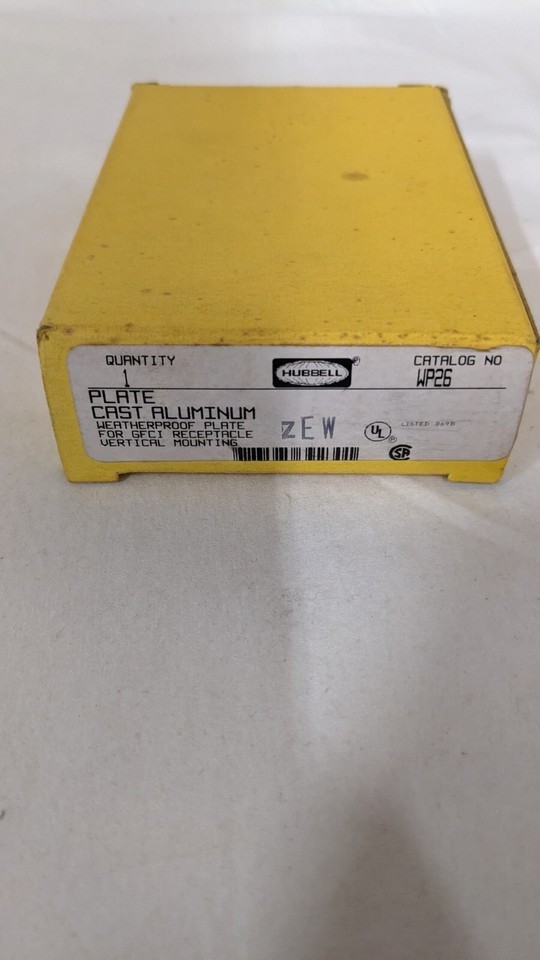 QUANTITY
1
HUBBELL
CATALOG NO
WP26
PLATE
CAST ALUMINUM
WEATHERPROOF PLATE
FOR GFCI RECEPTACLE
VERTICAL MOUNTING
ZEW
UL
LISTED
SA